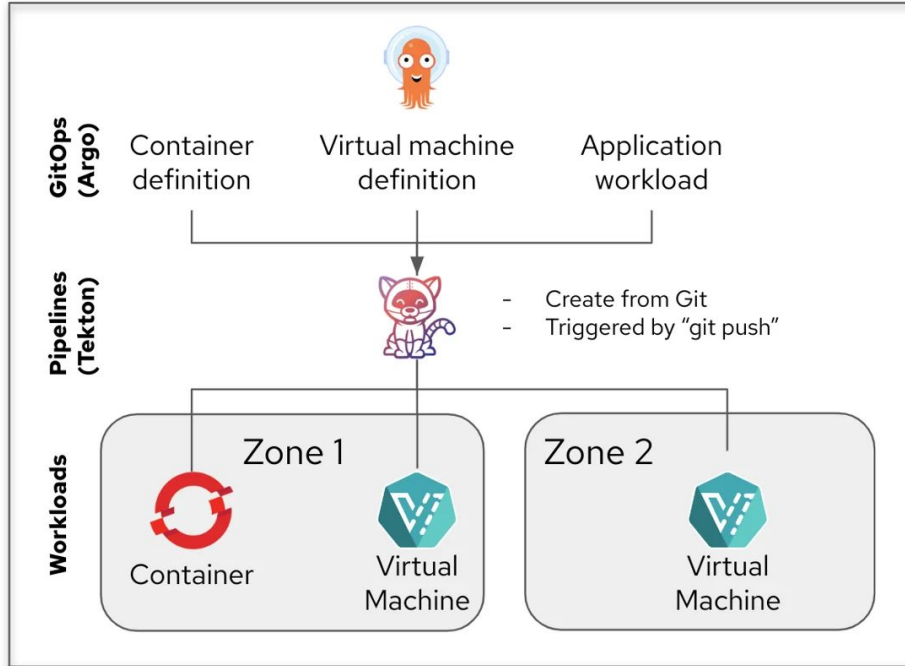 GitOps
(Argo)
Container
definition
Virtual machine
definition
Application
workload
Pipelines
(Tekton)
- Create from Git
- Triggered by “git push”
Workloads
Zone 1
Zone 2
Container
Virtual
Machine
Virtual
Machine